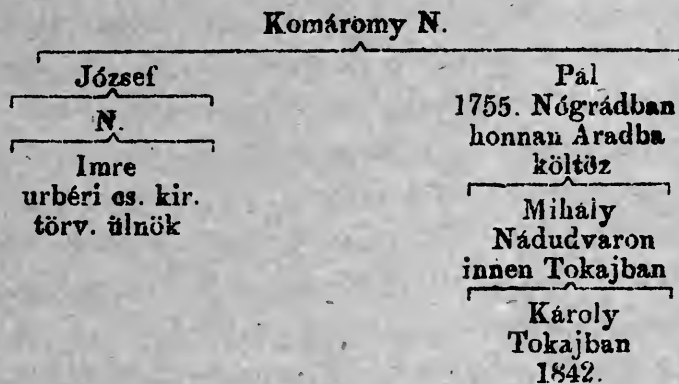 Komáromy N.
József
N.
Imre
urbéri cs. kir.
törv. ülnök
Pál
1755. Nógrádban
honnan Aradba
költöz
Mihály
Nádudvaron
innen Tokajban
Károly
Tokajban
1842.